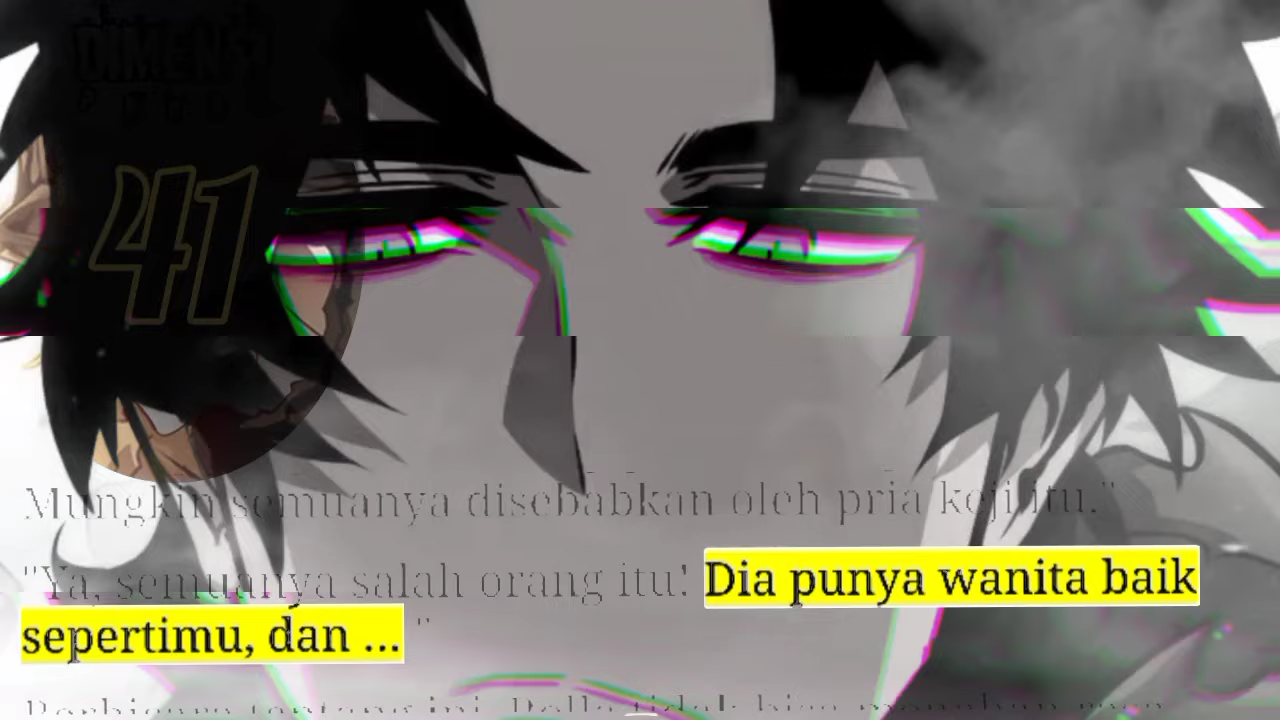 41
Mungkin semuanya disebabkan oleh pria keji itu."
"Ya, semuanya salah orang itu! Dia punya wanita baik
sepertimu, dan ... "